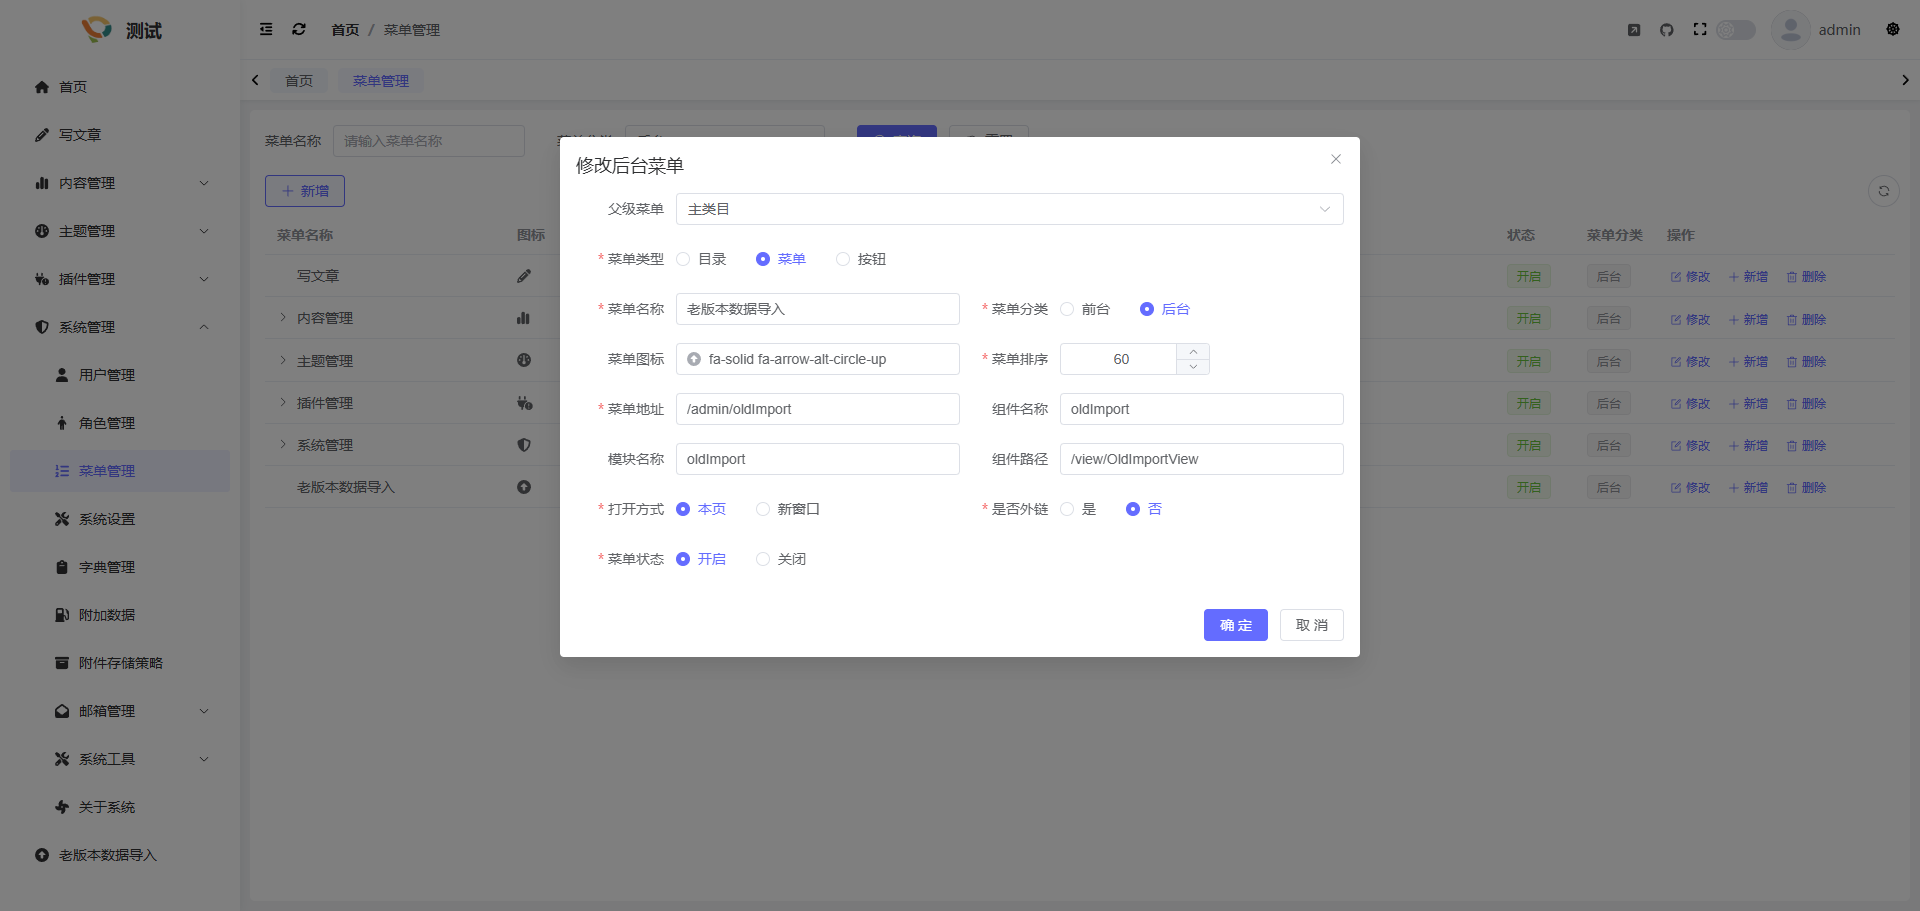 测试
首页 / 菜单管理
admin
首页
菜单管理
首页
写文章
内容管理
主题管理
插件管理
系统管理
用户管理
角色管理
菜单管理
系统设置
字典管理
附加数据
附件存储策略
邮箱管理
系统工具
关于系统
老版本数据导入
菜单名称 请输入菜单名称
新增
菜单名称 图标 状态 菜单分类 操作
写文章 开启 后台 修改 新增 删除
内容管理 开启 后台 修改 新增 删除
主题管理 开启 后台 修改 新增 删除
插件管理 开启 后台 修改 新增 删除
系统管理 开启 后台 修改 新增 删除
老版本数据导入 开启 后台 修改 新增 删除
修改后台菜单
父级菜单 主类目
* 菜单类型 目录 菜单 按钮
* 菜单名称 老版本数据导入 * 菜单分类 前台 后台
菜单图标 fa-solid fa-arrow-alt-circle-up * 菜单排序 60
* 菜单地址 /admin/oldImport 组件名称 oldImport
模块名称 oldImport 组件路径 /view/OldImportView
* 打开方式 本页 新窗口 * 是否外链 是 否
* 菜单状态 开启 关闭
确 定 取 消